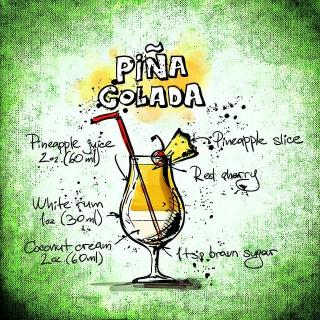 PIÑA
COLADA
Pineapple juice
2oz (60ml)
Pineapple slice
Red cherry
White rum
1oz (30ml)
Coconut cream
2oz (60ml)
1tsp brown sugar